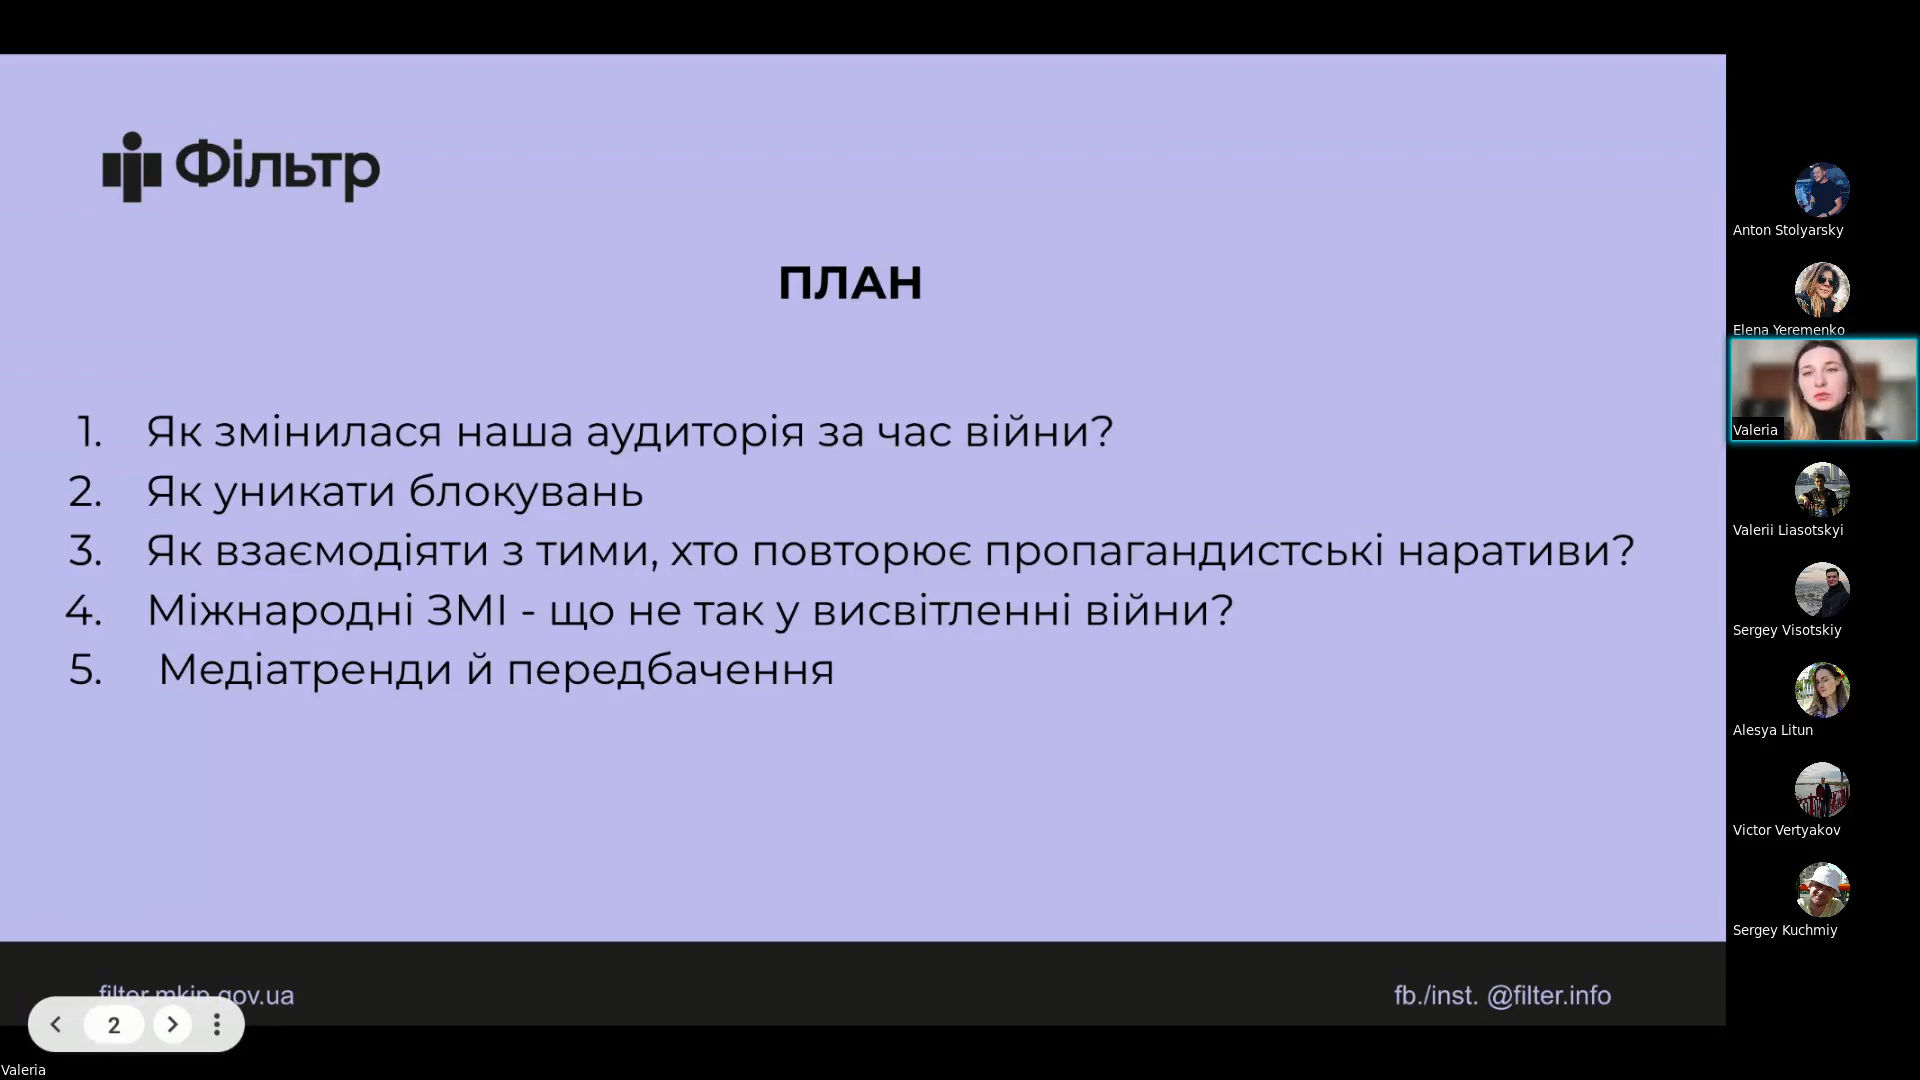 Фільтр
ПЛАН
1. Як змінилася наша аудиторія за час війни?
2. Як уникати блокувань
3. Як взаємодіяти з тими, хто повторює пропагандистські наративи?
4. Міжнародні ЗМІ - що не так у висвітленні війни?
5. Медіатренди й передбачення
filter.mkip.gov.ua
fb./inst. @filter.info
2
Valeria
Anton Stolyarsky
Elena Yeremenko
Valeria
Valerii Liasotskyi
Sergey Visotskiy
Alesya Litun
Victor Vertyakov
Sergey Kuchmiy